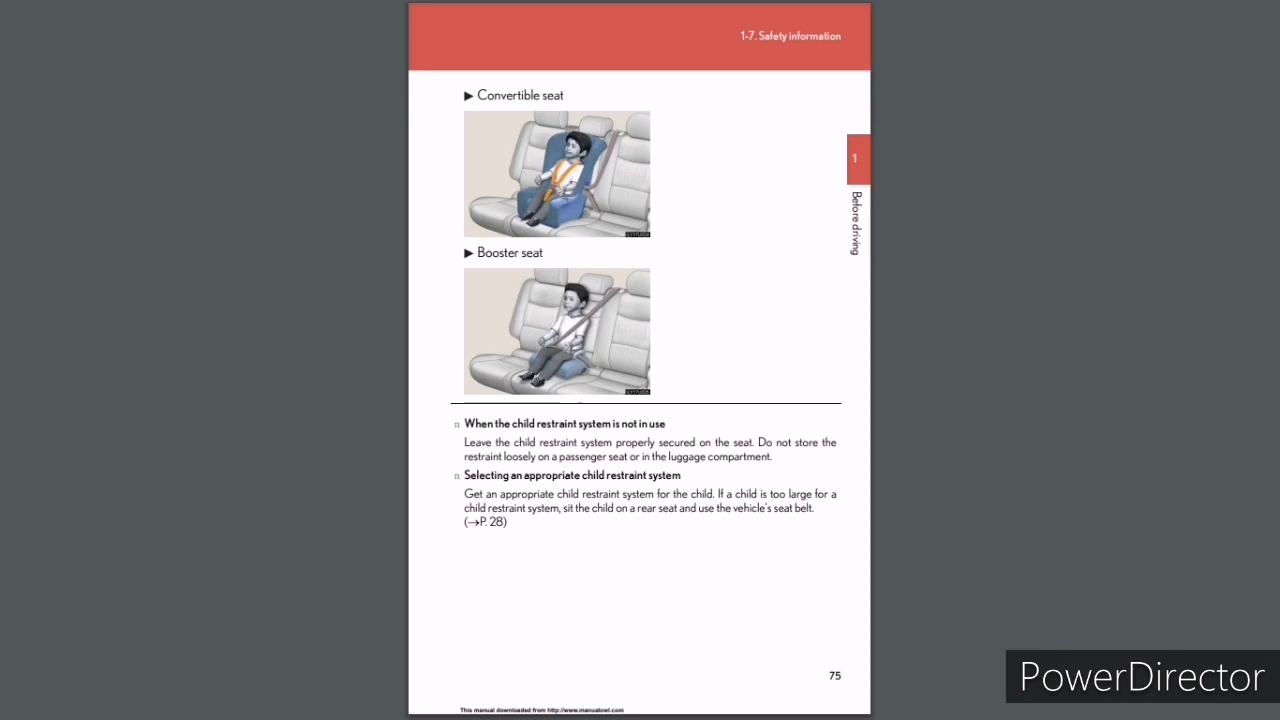 1-7. Safety information
▶ Convertible seat
1
Before driving
▶ Booster seat
n When the child restraint system is not in use
Leave the child restraint system properly secured on the seat. Do not store the
restraint loosely on a passenger seat or in the luggage compartment.
n Selecting an appropriate child restraint system
Get an appropriate child restraint system for the child. If a child is too large for a
child restraint system, sit the child on a rear seat and use the vehicle's seat belt.
(→P. 28)
75
This manual downloaded from http://www.manualowl.com
PowerDirector